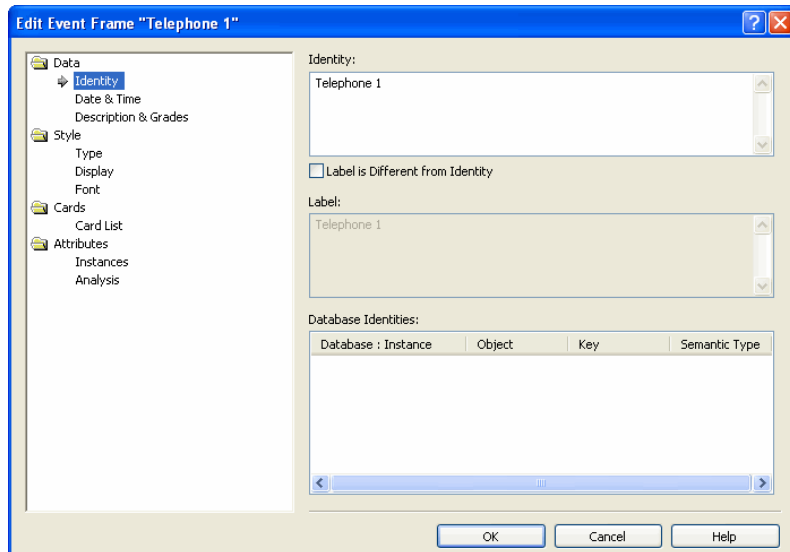 Edit Event Frame "Telephone 1"
Data
Identity
Date & Time
Description & Grades
Style
Type
Display
Font
Cards
Card List
Attributes
Instances
Analysis
Identity:
Telephone 1
Label is Different from Identity
Label:
Telephone 1
Database Identities:
Database : Instance Object Key Semantic Type
OK Cancel Help